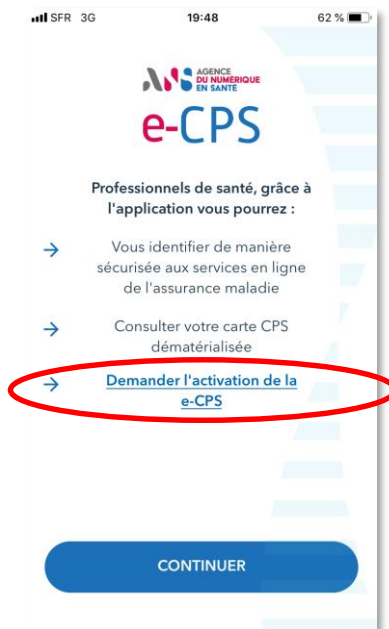 SFR 3G 19:48 62 %
ANS AGENCE
DU NUMÉRIQUE
EN SANTÉ
e-CPS
Professionnels de santé, grâce à
l'application vous pourrez :
Vous identifier de manière
sécurisée aux services en ligne
de l'assurance maladie
Consulter votre carte CPS
dématérialisée
Demander l'activation de la
e-CPS
CONTINUER